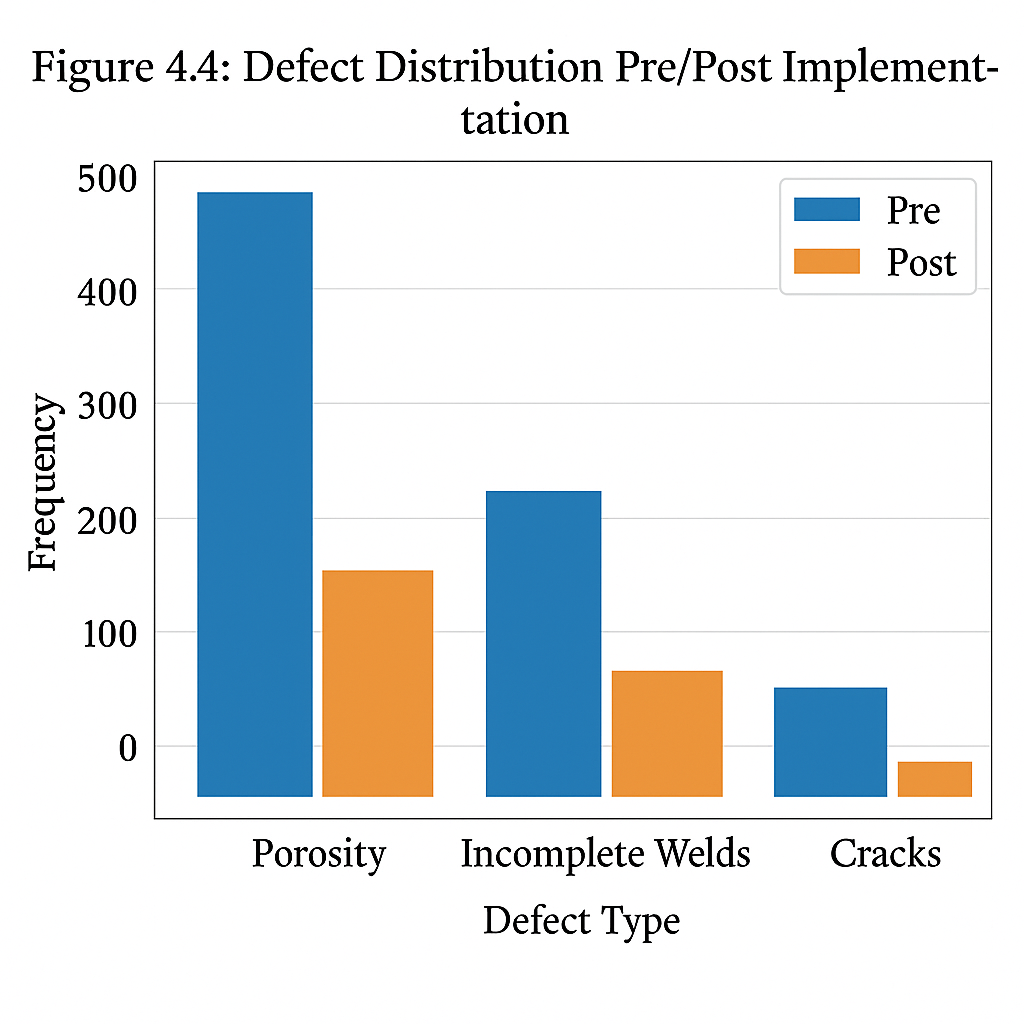 Figure 4.4: Defect Distribution Pre/Post Implement-
tation
500
400
300
200
100
0
Frequency
Pre
Post
Porosity
Incomplete Welds
Cracks
Defect Type